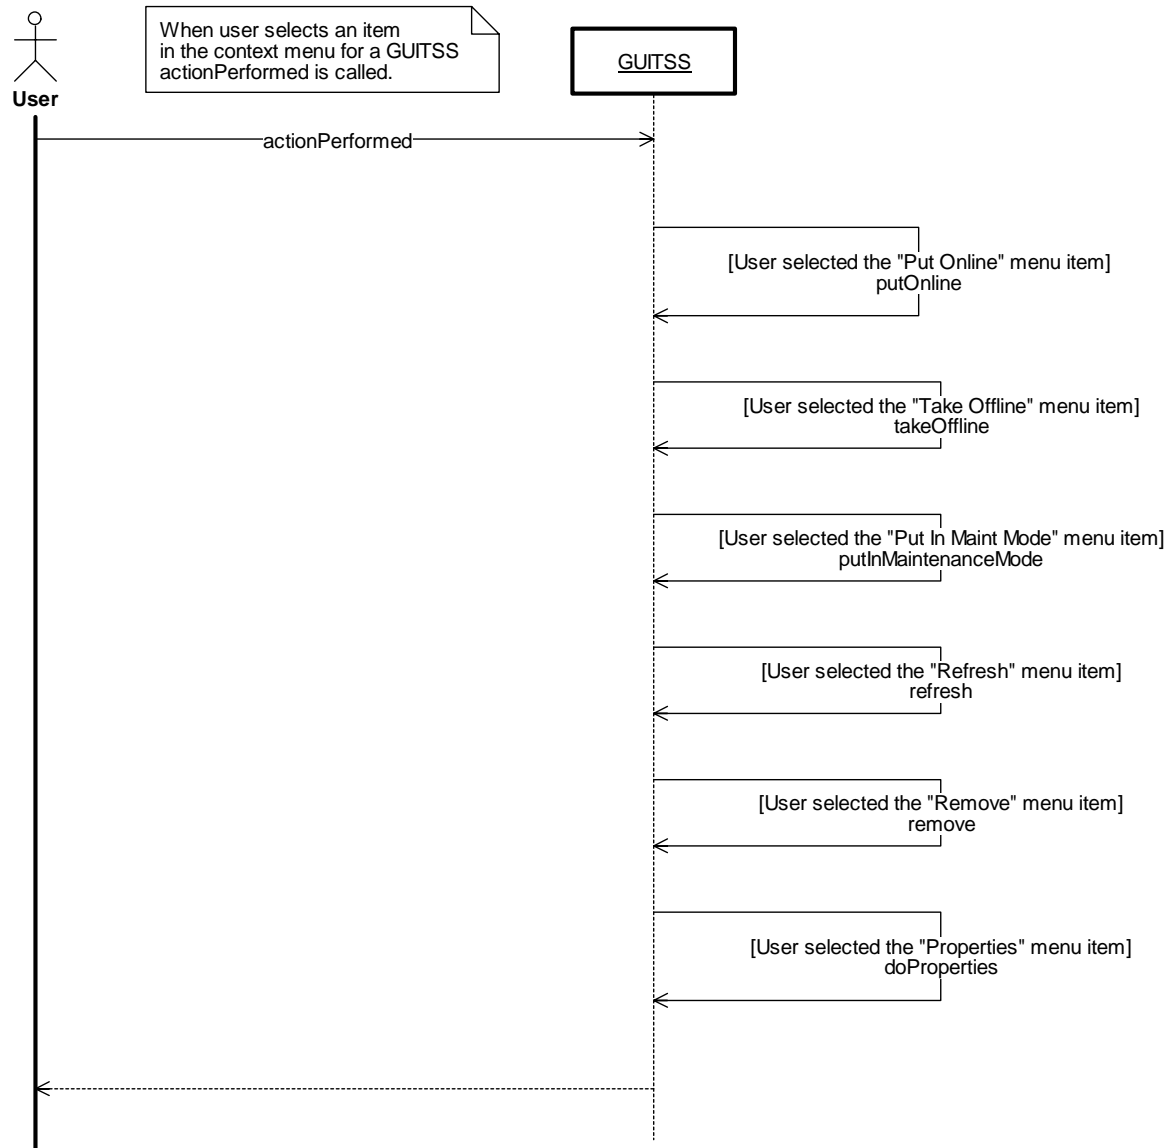 When user selects an item
in the context menu for a GUITSS
actionPerformed is called.
GUITSS
User
actionPerformed
[User selected the "Put Online" menu item]
putOnline
[User selected the "Take Offline" menu item]
takeOffline
[User selected the "Put In Maint Mode" menu item]
putInMaintenanceMode
[User selected the "Refresh" menu item]
refresh
[User selected the "Remove" menu item]
remove
[User selected the "Properties" menu item]
doProperties